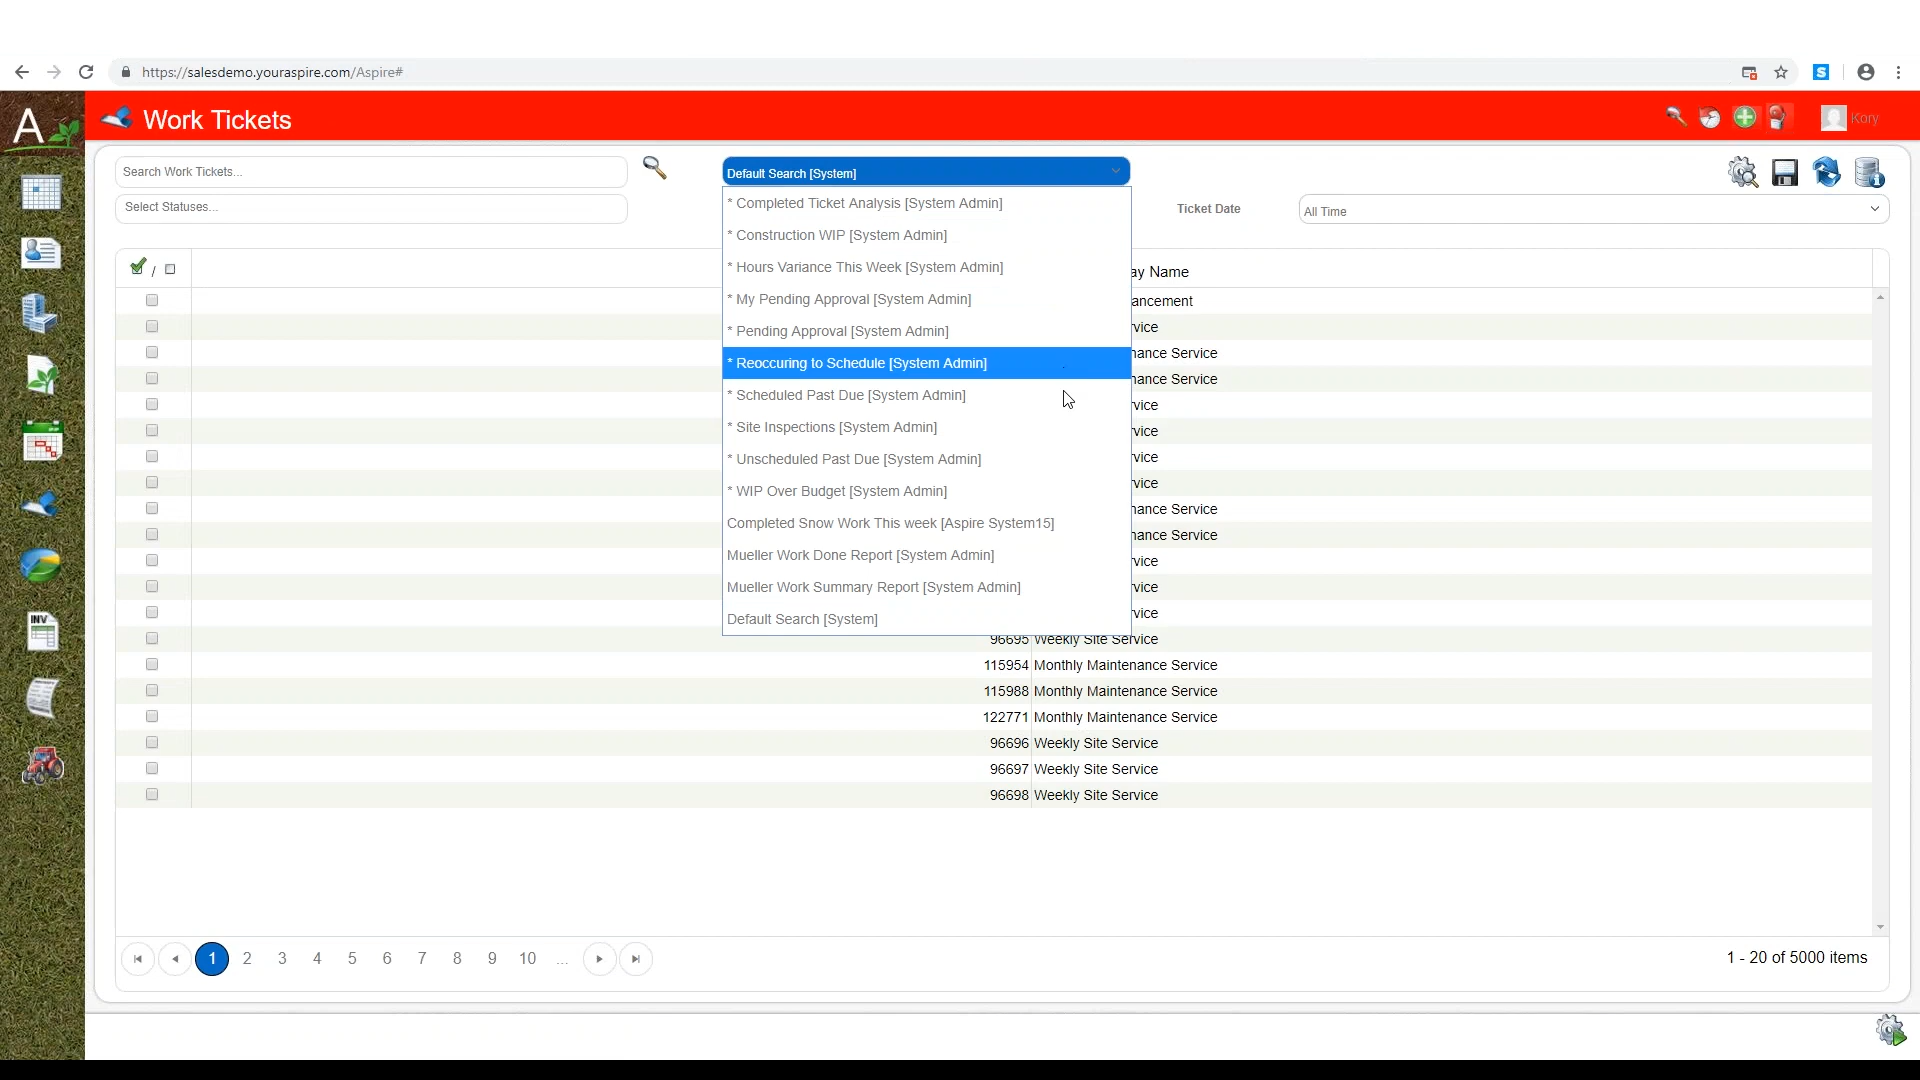 https://salesdemo.youraspire.com/Aspire#
A
Work Tickets
Kory
Search Work Tickets...
Default Search [System]
Select Statuses...
Ticket Date
All Time
* Completed Ticket Analysis [System Admin]
* Construction WIP [System Admin]
* Hours Variance This Week [System Admin]
* My Pending Approval [System Admin]
* Pending Approval [System Admin]
* Reoccuring to Schedule [System Admin]
* Scheduled Past Due [System Admin]
* Site Inspections [System Admin]
* Unscheduled Past Due [System Admin]
* WIP Over Budget [System Admin]
Completed Snow Work This week [Aspire System15]
Mueller Work Done Report [System Admin]
Mueller Work Summary Report [System Admin]
Default Search [System]
/
ay Name
ancement
vice
nance Service
nance Service
vice
vice
vice
vice
nance Service
nance Service
vice
vice
vice
96695 Weekly Site Service
115954 Monthly Maintenance Service
115988 Monthly Maintenance Service
122771 Monthly Maintenance Service
96696 Weekly Site Service
96697 Weekly Site Service
96698 Weekly Site Service
INV
1 2 3 4 5 6 7 8 9 10 ...
1 - 20 of 5000 items